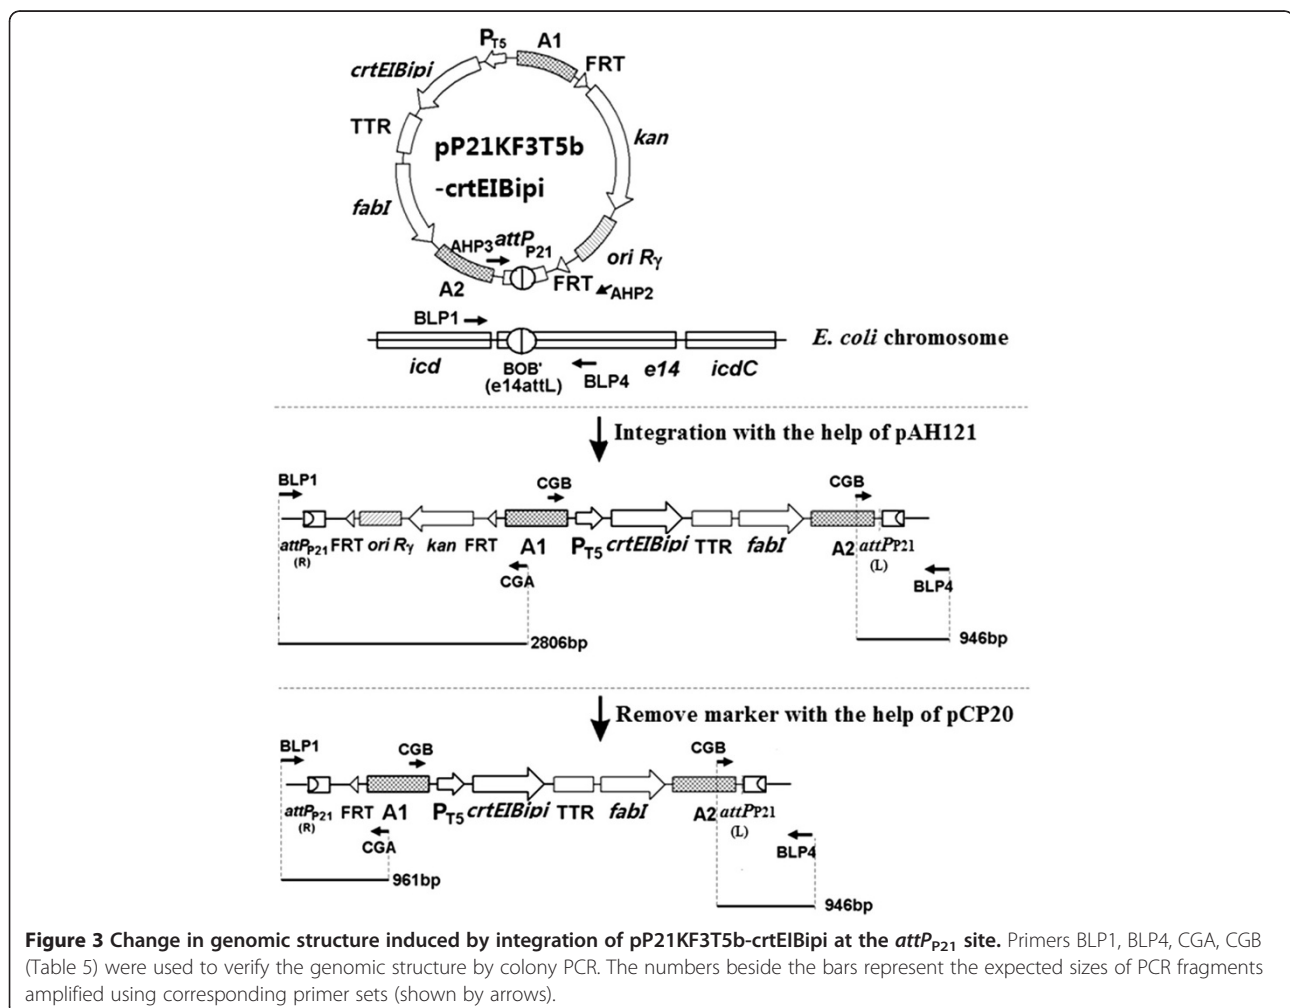 P_T5
A1
crtEIBipi
FRT
TTR
kan
pP21KF3T5b
-crtEIBipi
fabI
AHP3
attP_P21
ori Rγ
A2
FRT
AHP2
BLP1
E. coli chromosome
icd
BOB'
(e14attL)
BLP4
e14
icdC
Integration with the help of pAH121
BLP1
CGB
CGB
attP_P21
(R)
FRT
ori Rγ
kan
FRT
A1
P_T5
crtEIBipi
TTR
fabI
A2
attPP21
(L)
CGA
BLP4
2806bp
946bp
Remove marker with the help of pCP20
BLP1
CGB
CGB
attP_P21
(R)
FRT
A1
P_T5
crtEIBipi
TTR
fabI
A2
attPP21
(L)
CGA
BLP4
961bp
946bp
Figure 3 Change in genomic structure induced by integration of pP21KF3T5b-crtEIBipi at the attP_P21 site. Primers BLP1, BLP4, CGA, CGB
(Table 5) were used to verify the genomic structure by colony PCR. The numbers beside the bars represent the expected sizes of PCR fragments
amplified using corresponding primer sets (shown by arrows).